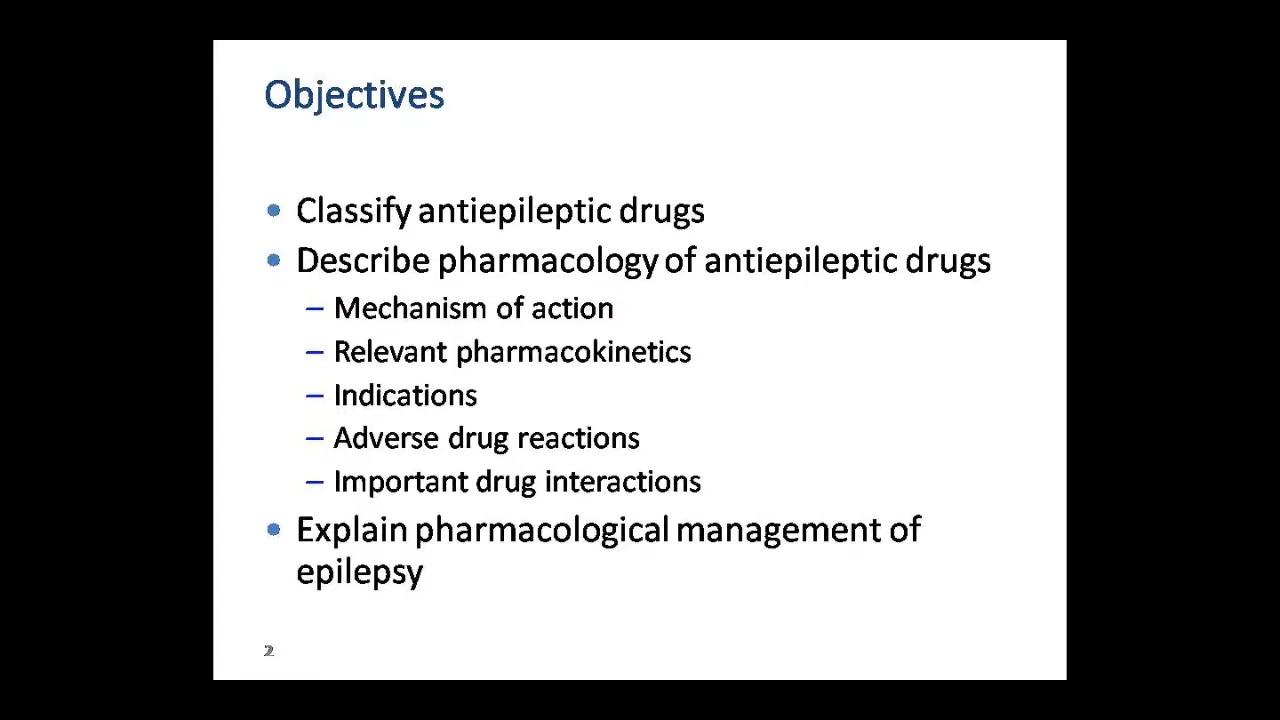 Objectives
• Classify antiepileptic drugs
• Describe pharmacology of antiepileptic drugs
– Mechanism of action
– Relevant pharmacokinetics
– Indications
– Adverse drug reactions
– Important drug interactions
• Explain pharmacological management of
epilepsy
2